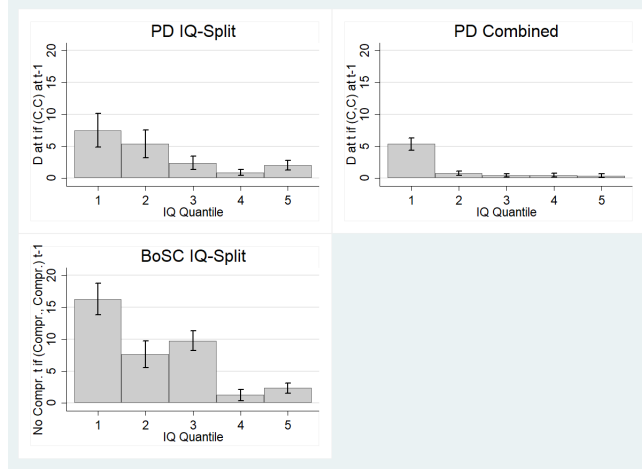 PD IQ-Split
D at t if (C,C) at t-1
20
15
10
5
0
1 2 3 4 5
IQ Quantile
PD Combined
D at t if (C,C) at t-1
20
15
10
5
0
1 2 3 4 5
IQ Quantile
BoSC IQ-Split
No Compr. t if (Compr., Compr.) t-1
20
15
10
5
0
1 2 3 4 5
IQ Quantile